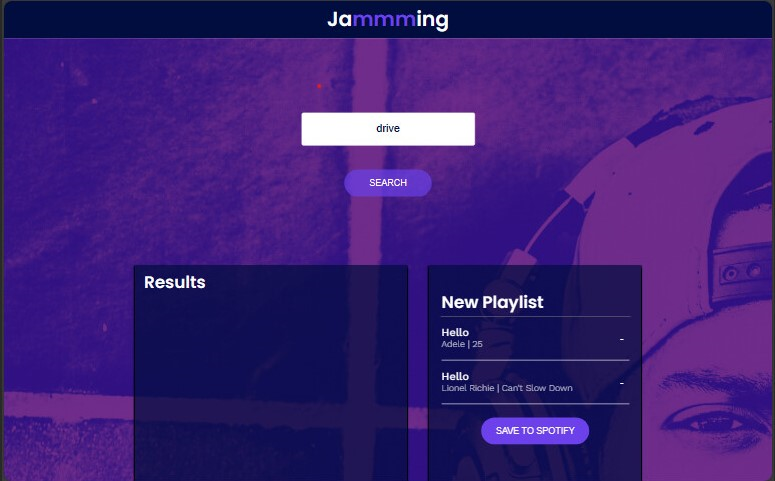 Jammming
drive
SEARCH
Results
New Playlist
Hello
Adele | 25
-
Hello
Lionel Richie | Can't Slow Down
-
SAVE TO SPOTIFY